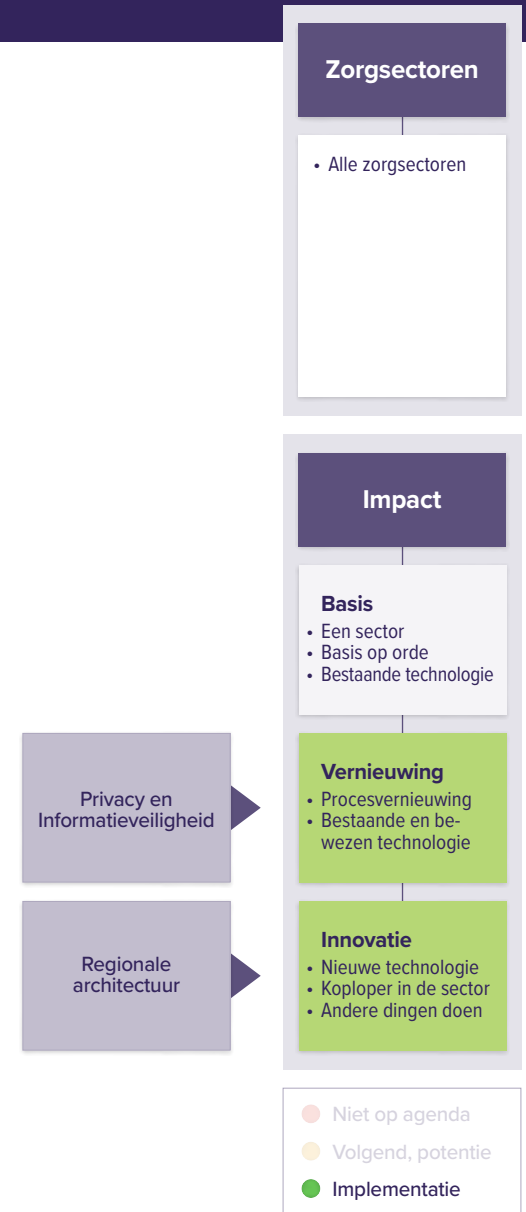 Zorgsectoren
• Alle zorgsectoren
Impact
Basis
• Een sector
• Basis op orde
• Bestaande technologie
Privacy en
Informatieveiligheid
Vernieuwing
• Procesvernieuwing
• Bestaande en be-
wezen technologie
Regionale
architectuur
Innovatie
• Nieuwe technologie
• Koploper in de sector
• Andere dingen doen
Niet op agenda
Volgend, potentie
Implementatie